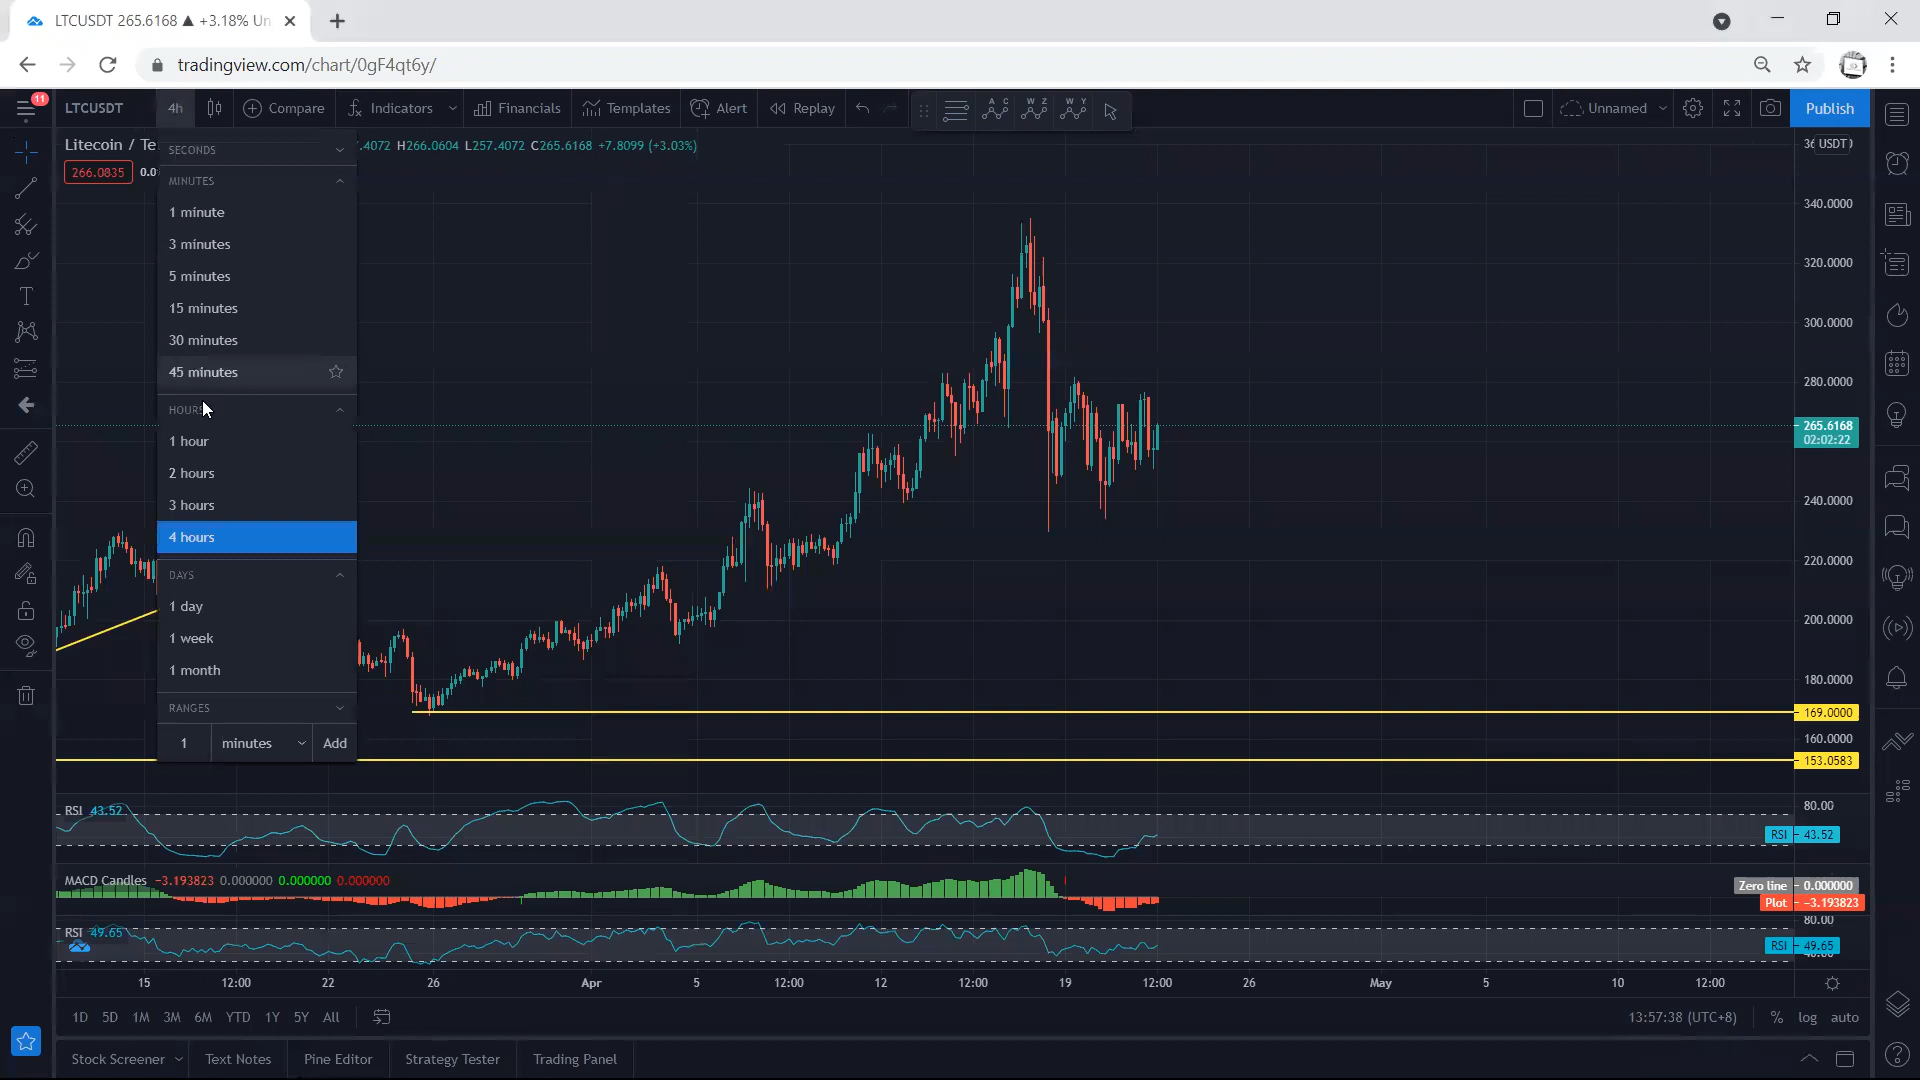 LTCUSDT 265.6168 ▲ +3.18% Un
tradingview.com/chart/0gF4qt6y/
11
LTCUSDT 4h Compare Indicators Financials Templates Alert Replay A C W Z W Y Unnamed Publish
Litecoin / Te .4072 H266.0604 L257.4072 C265.6168 +7.8099 (+3.03%)
266.0835 0.0
SECONDS
MINUTES
1 minute
3 minutes
5 minutes
15 minutes
30 minutes
45 minutes
HOURS
1 hour
2 hours
3 hours
4 hours
DAYS
1 day
1 week
1 month
RANGES
1 minutes Add
USDT
340.0000
320.0000
300.0000
280.0000
265.6168
02:02:22
240.0000
220.0000
200.0000
180.0000
169.0000
160.0000
153.0583
RSI 43.52
80.00
RSI 43.52
MACD Candles −3.193823 0.000000 0.000000 0.000000
Zero line 0.000000
Plot −3.193823
80.00
RSI 49.65
RSI 49.65
15 12:00 22 26 Apr 5 12:00 12 12:00 19 12:00 26 May 5 10 12:00
1D 5D 1M 3M 6M YTD 1Y 5Y All
13:57:38 (UTC+8) % log auto
Stock Screener Text Notes Pine Editor Strategy Tester Trading Panel